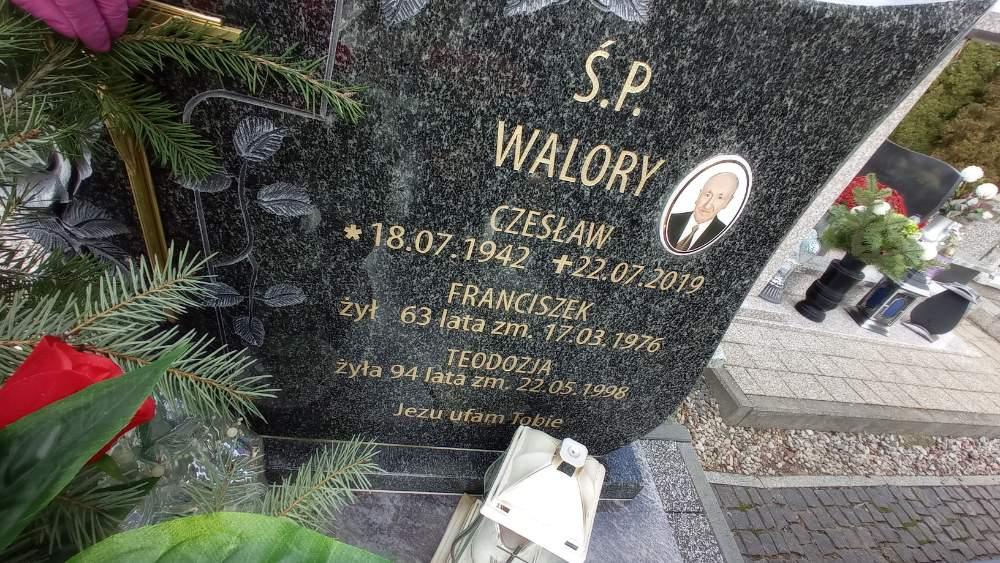 Ś.P.
WALORY
CZESŁAW
* 18.07.1942 + 22.07.2019
FRANCISZEK
żył 63 lata zm. 17.03.1976
TEODOZJA
żyła 94 lata zm. 22.05.1998
Jezu ufam Tobie